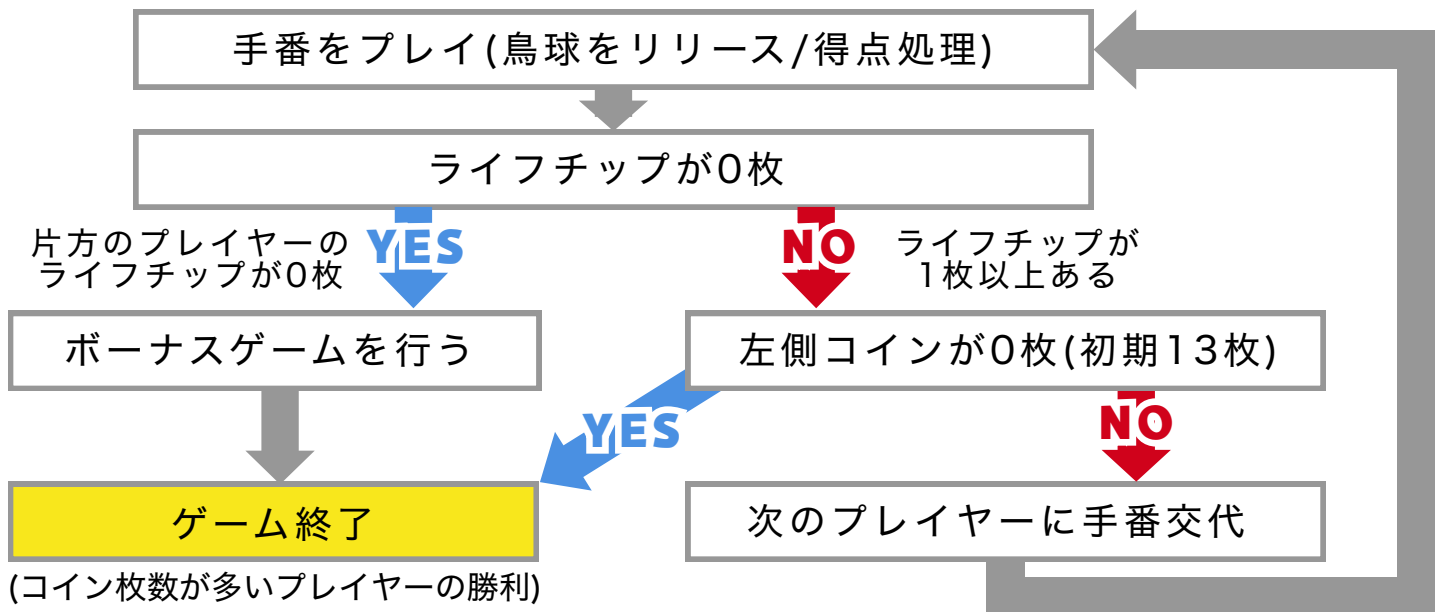 手番をプレイ(鳥球をリリース/得点処理)
ライフチップが0枚
片方のプレイヤーの
ライフチップが0枚
YES
NO
ライフチップが
1枚以上ある
ボーナスゲームを行う
左側コインが0枚(初期13枚)
YES
NO
ゲーム終了
次のプレイヤーに手番交代
(コイン枚数が多いプレイヤーの勝利)